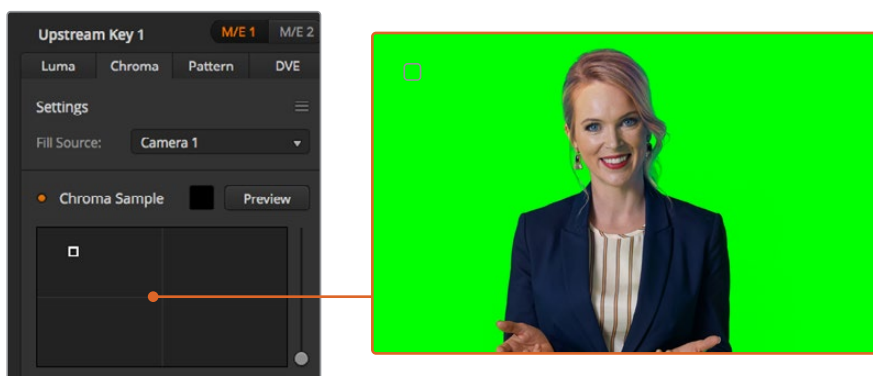 Upstream Key 1 M/E 1 M/E 2
Luma Chroma Pattern DVE
Settings
Fill Source: Camera 1
Chroma Sample Preview